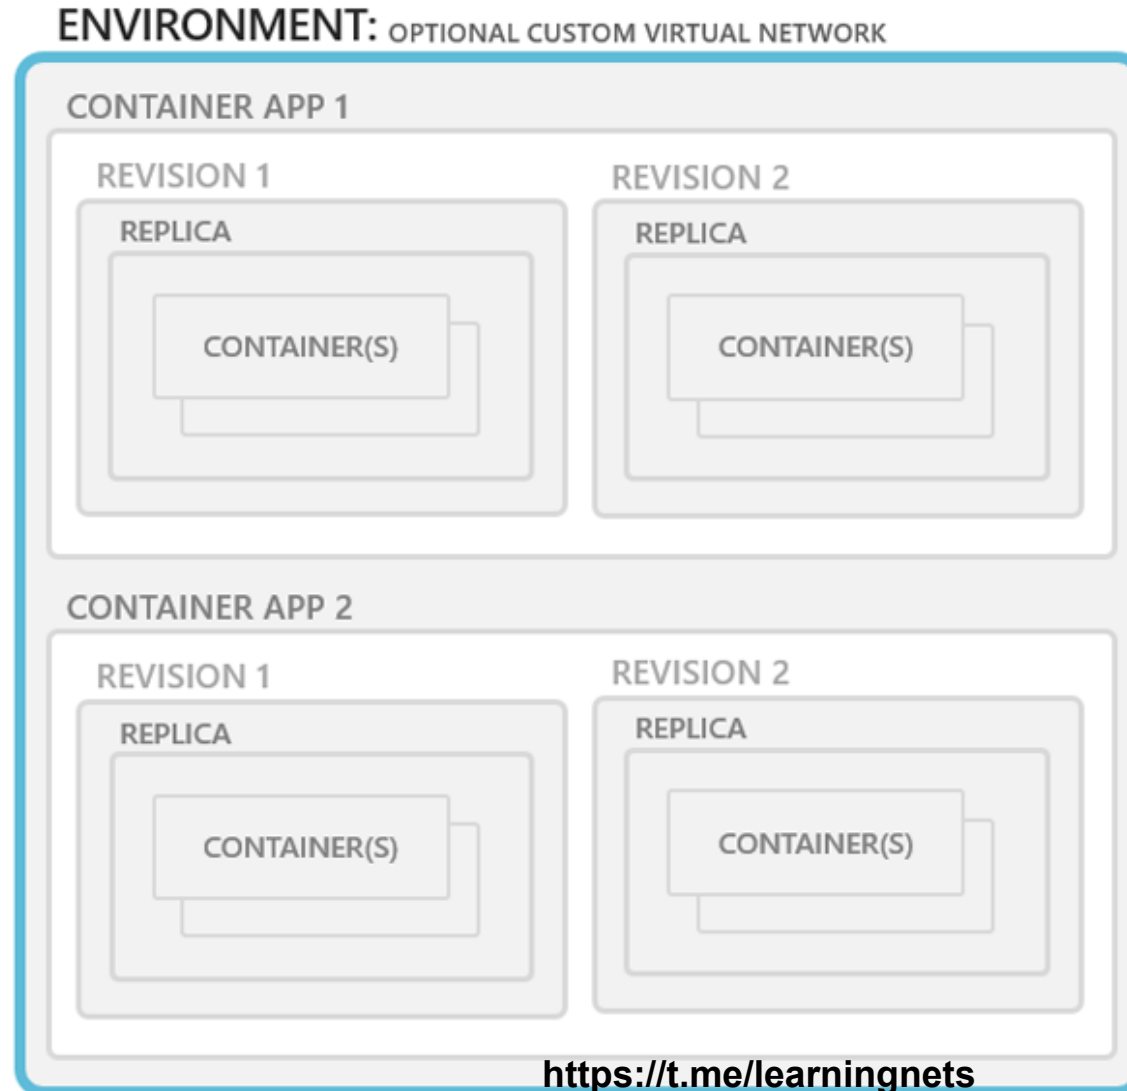 ENVIRONMENT: OPTIONAL CUSTOM VIRTUAL NETWORK
CONTAINER APP 1
REVISION 1
REPLICA
CONTAINER(S)
REVISION 2
REPLICA
CONTAINER(S)
CONTAINER APP 2
REVISION 1
REPLICA
CONTAINER(S)
REVISION 2
REPLICA
CONTAINER(S)
https://t.me/learningnets